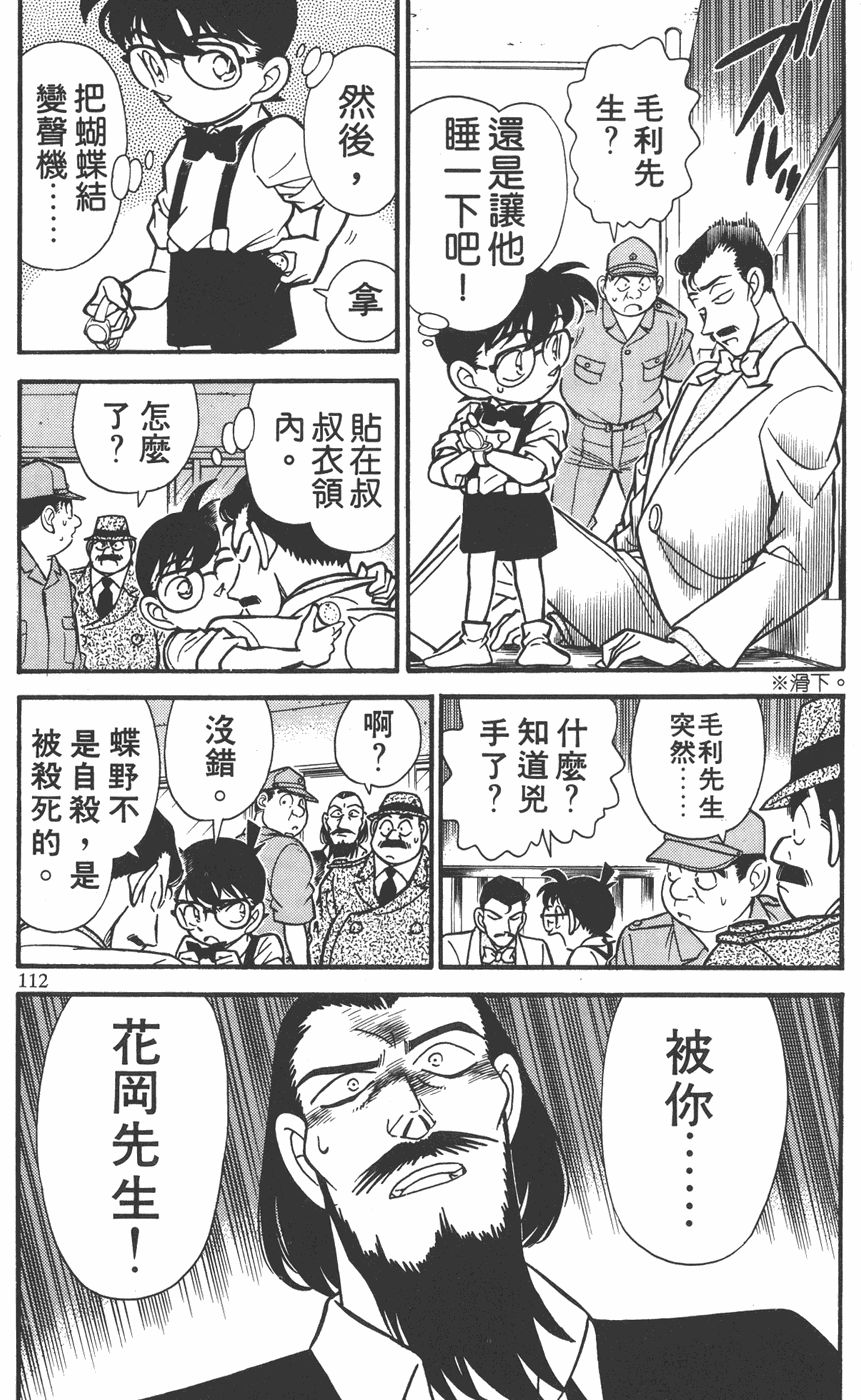 毛利先
生？
還是讓他
睡一下吧！
※滑下。
然後，
拿
把蝴蝶結
變聲機……
貼在叔
叔衣領
內。
怎麼
了？
毛利先生
突然……
什麼？
知道兇
手了？
啊？
沒錯。
蝶野不
是自殺，是
被殺死的。
112
被你……
花岡先生！